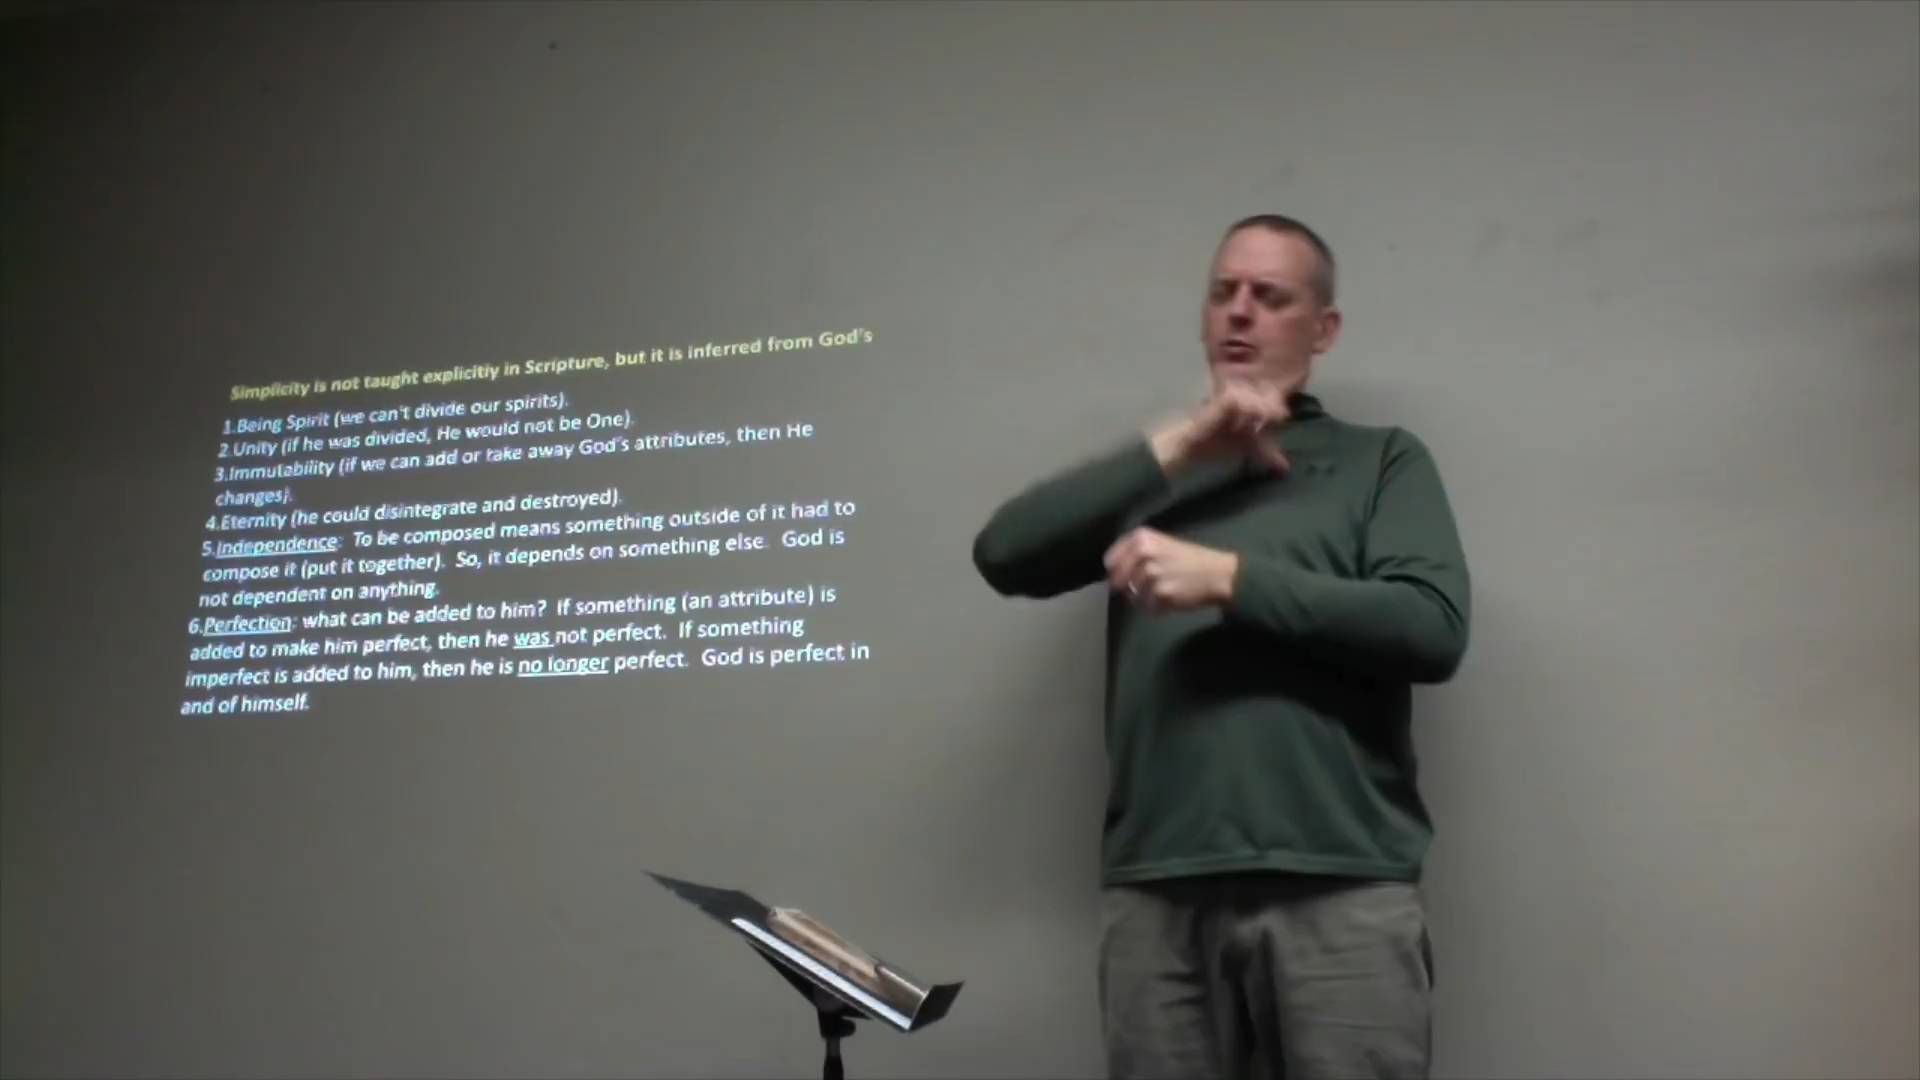 Simplicity is not taught explicitiy in Scripture, but it is inferred from God's
1.Being Spirit (we can't divide our spirits).
2.Unity (if he was divided, He would not be One).
3.Immutability (if we can add or take away God's attributes, then He
changes).
4.Eternity (he could disintegrate and destroyed).
5.Independence: To be composed means something outside of it had to
compose it (put it together). So, it depends on something else. God is
not dependent on anything.
6.Perfection: what can be added to him? If something (an attribute) is
added to make him perfect, then he was not perfect. If something
imperfect is added to him, then he is no longer perfect. God is perfect in
and of himself.